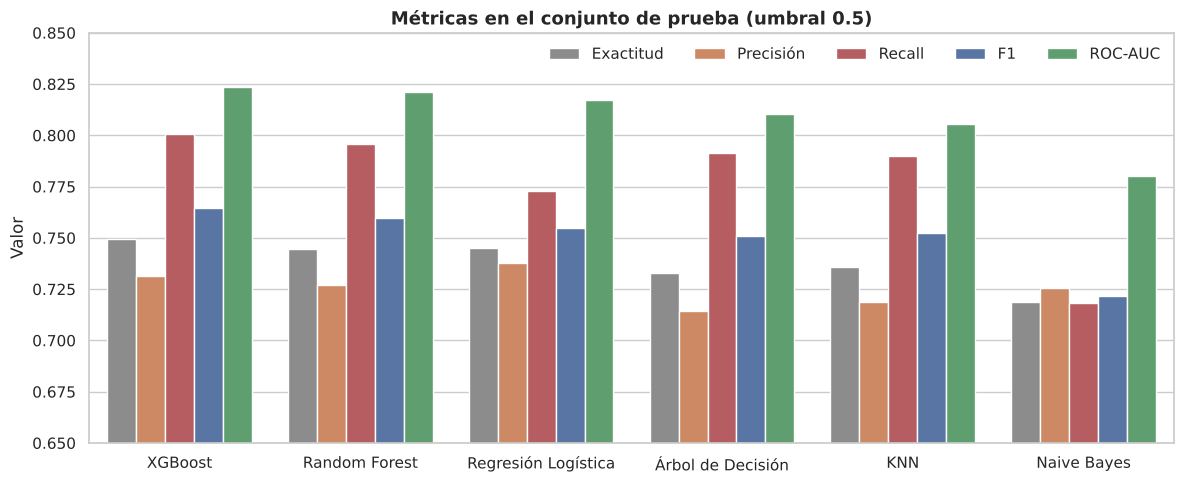 Métricas en el conjunto de prueba (umbral 0.5)
Exactitud Precisión Recall F1 ROC-AUC
Valor
0.850
0.825
0.800
0.775
0.750
0.725
0.700
0.675
0.650
XGBoost Random Forest Regresión Logística Árbol de Decisión KNN Naive Bayes